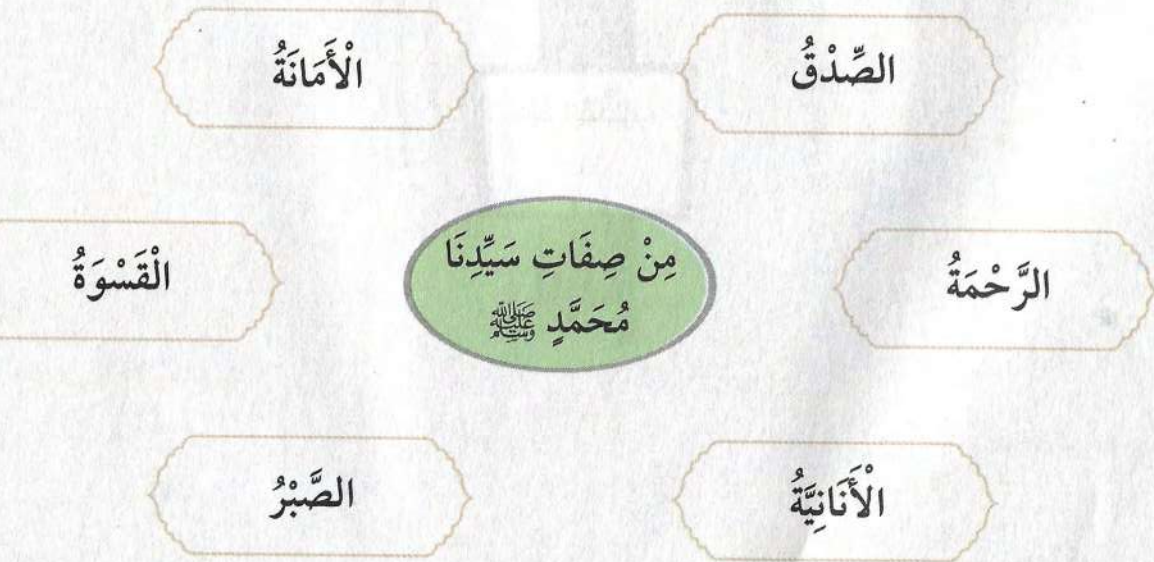 الصِّدْقُ
الْأَمَانَةُ
مِنْ صِفَاتِ سَيِّدِنَا
مُحَمَّدٍ ﷺ
الرَّحْمَةُ
الْقَسْوَةُ
الْأَنَانِيَّةُ
الصَّبْرُ